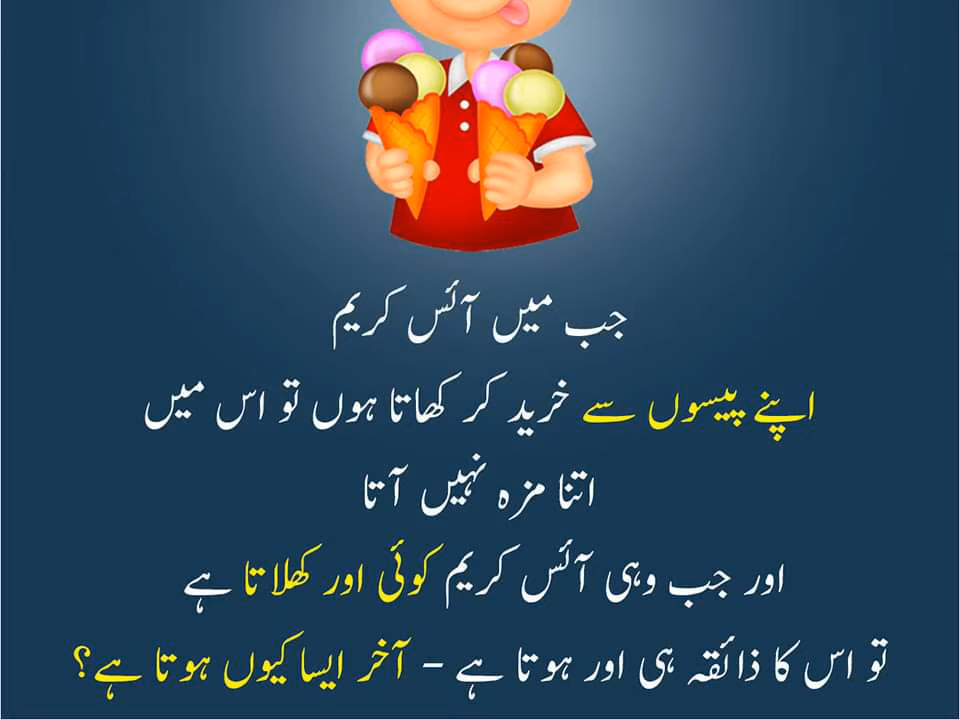 جب میں آئس کریم
اپنے پیسوں سے خرید کر کھاتا ہوں تو اس میں
اتنا مزہ نہیں آتا
اور جب وہی آئس کریم کوئی اور کھلاتا ہے
تو اس کا ذائقہ ہی اور ہوتا ہے – آخر ایسا کیوں ہوتا ہے؟